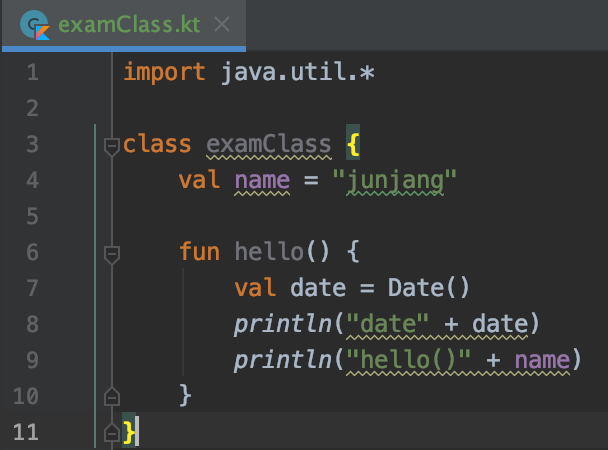 examClass.kt
1 import java.util.*
2
3 class examClass {
4 val name = "junjang"
5
6 fun hello() {
7 val date = Date()
8 println("date" + date)
9 println("hello()" + name)
10 }
11 }